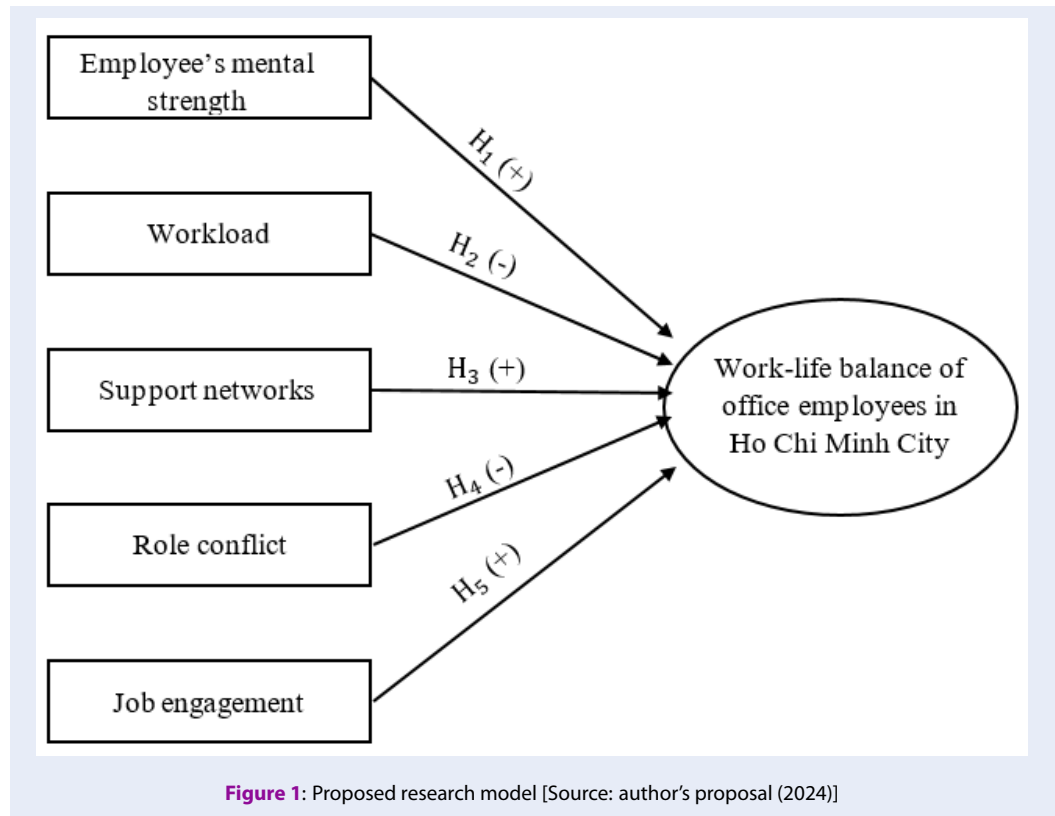 Employee's mental
strength
H₁ (+)
Workload
H₂ (-)
Support networks
H₃ (+)
Work-life balance of
office employees in
Ho Chi Minh City
Role conflict
H₄ (-)
Job engagement
H₅ (+)
Figure 1: Proposed research model [Source: author's proposal (2024)]